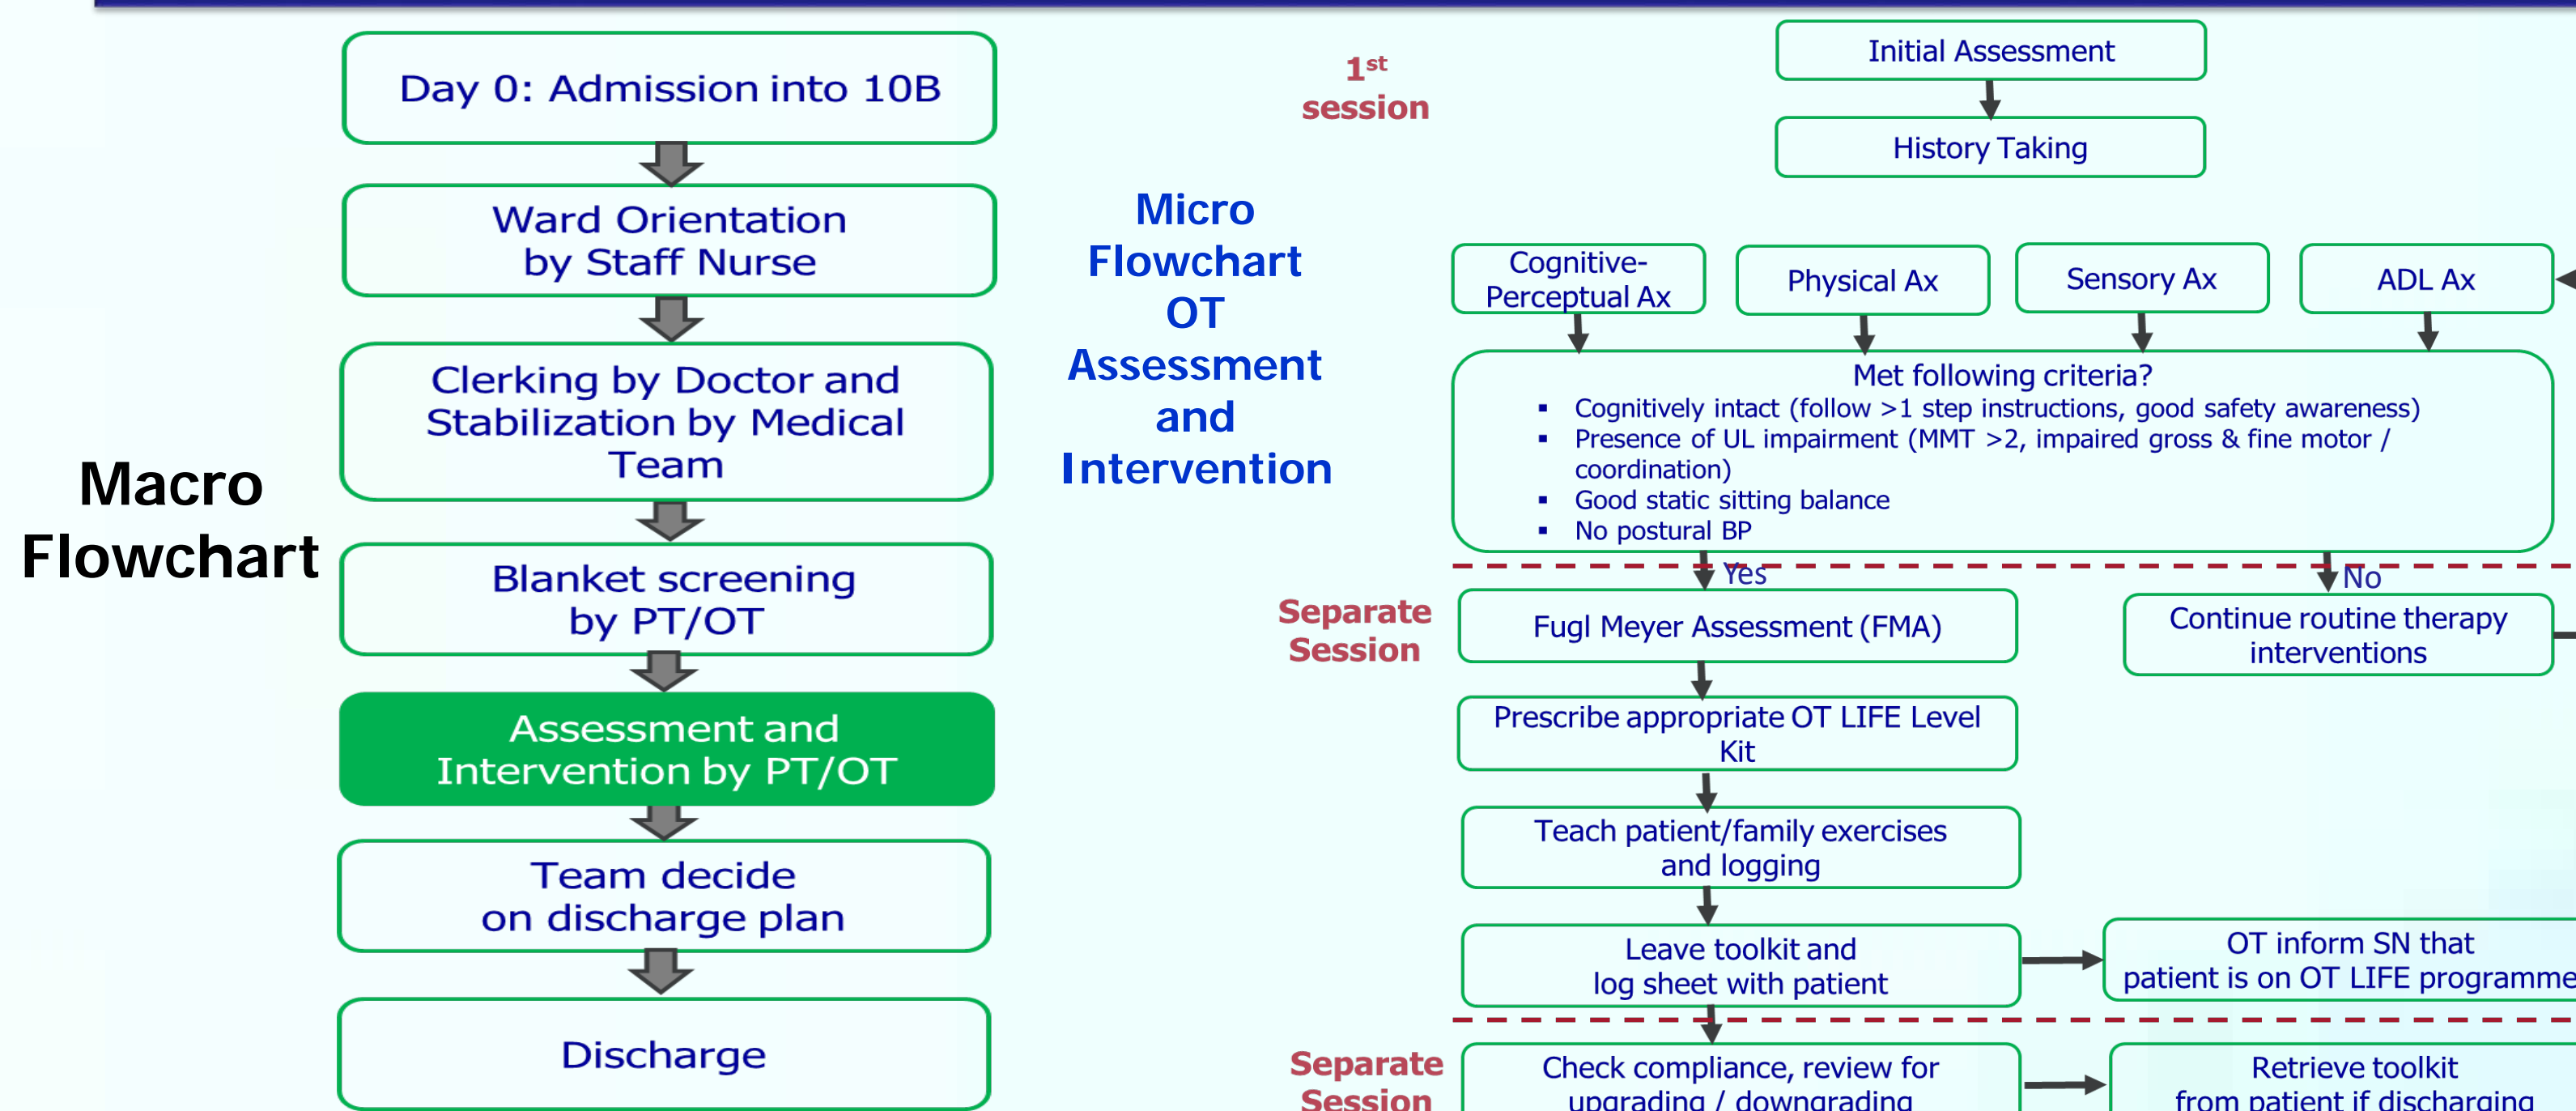 Macro
Flowchart
Day 0: Admission into 10B
Ward Orientation
by Staff Nurse
Clerking by Doctor and
Stabilization by Medical
Team
Blanket screening
by PT/OT
Assessment and
Intervention by PT/OT
Team decide
on discharge plan
Discharge
Micro
Flowchart
OT
Assessment
and
Intervention
1st
session
Initial Assessment
History Taking
Cognitive-
Perceptual Ax
Physical Ax
Sensory Ax
ADL Ax
Met following criteria?
▪ Cognitively intact (follow >1 step instructions, good safety awareness)
▪ Presence of UL impairment (MMT >2, impaired gross & fine motor /
coordination)
▪ Good static sitting balance
▪ No postural BP
Yes
No
Separate
Session
Fugl Meyer Assessment (FMA)
Continue routine therapy
interventions
Prescribe appropriate OT LIFE Level
Kit
Teach patient/family exercises
and logging
Leave toolkit and
log sheet with patient
OT inform SN that
patient is on OT LIFE programme
Separate
Session
Check compliance, review for
upgrading / downgrading
Retrieve toolkit
from patient if discharging